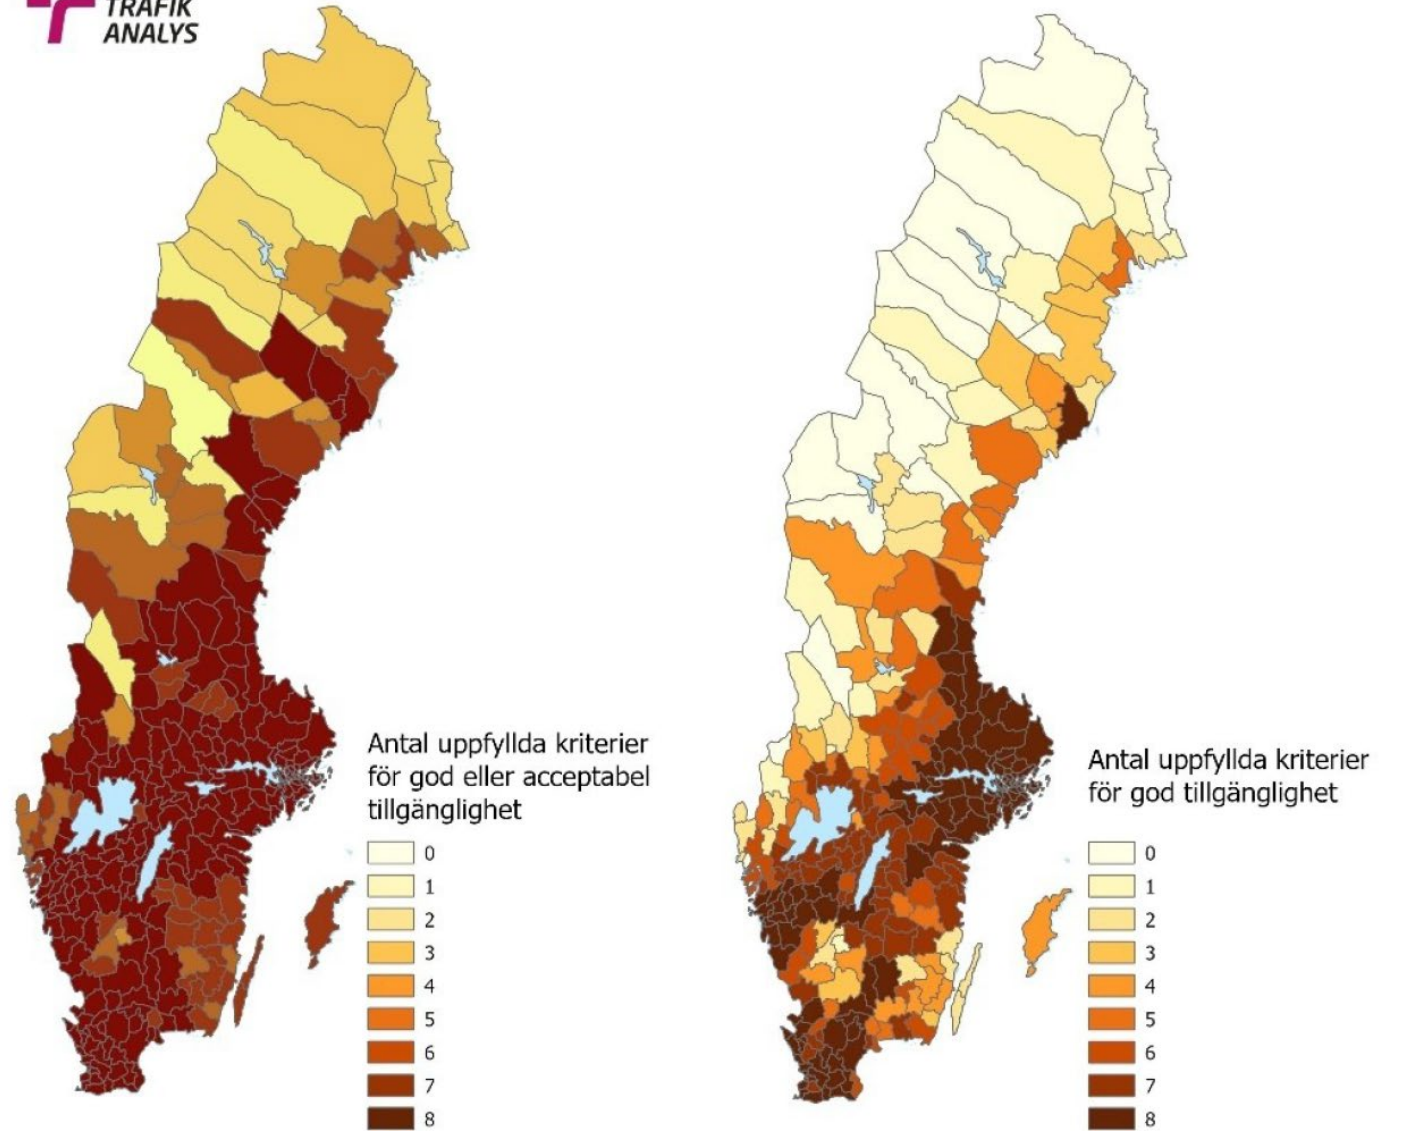 TRAFIK
ANALYS
Antal uppfyllda kriterier
för god eller acceptabel
tillgänglighet
0
1
2
3
4
5
6
7
8
Antal uppfyllda kriterier
för god tillgänglighet
0
1
2
3
4
5
6
7
8